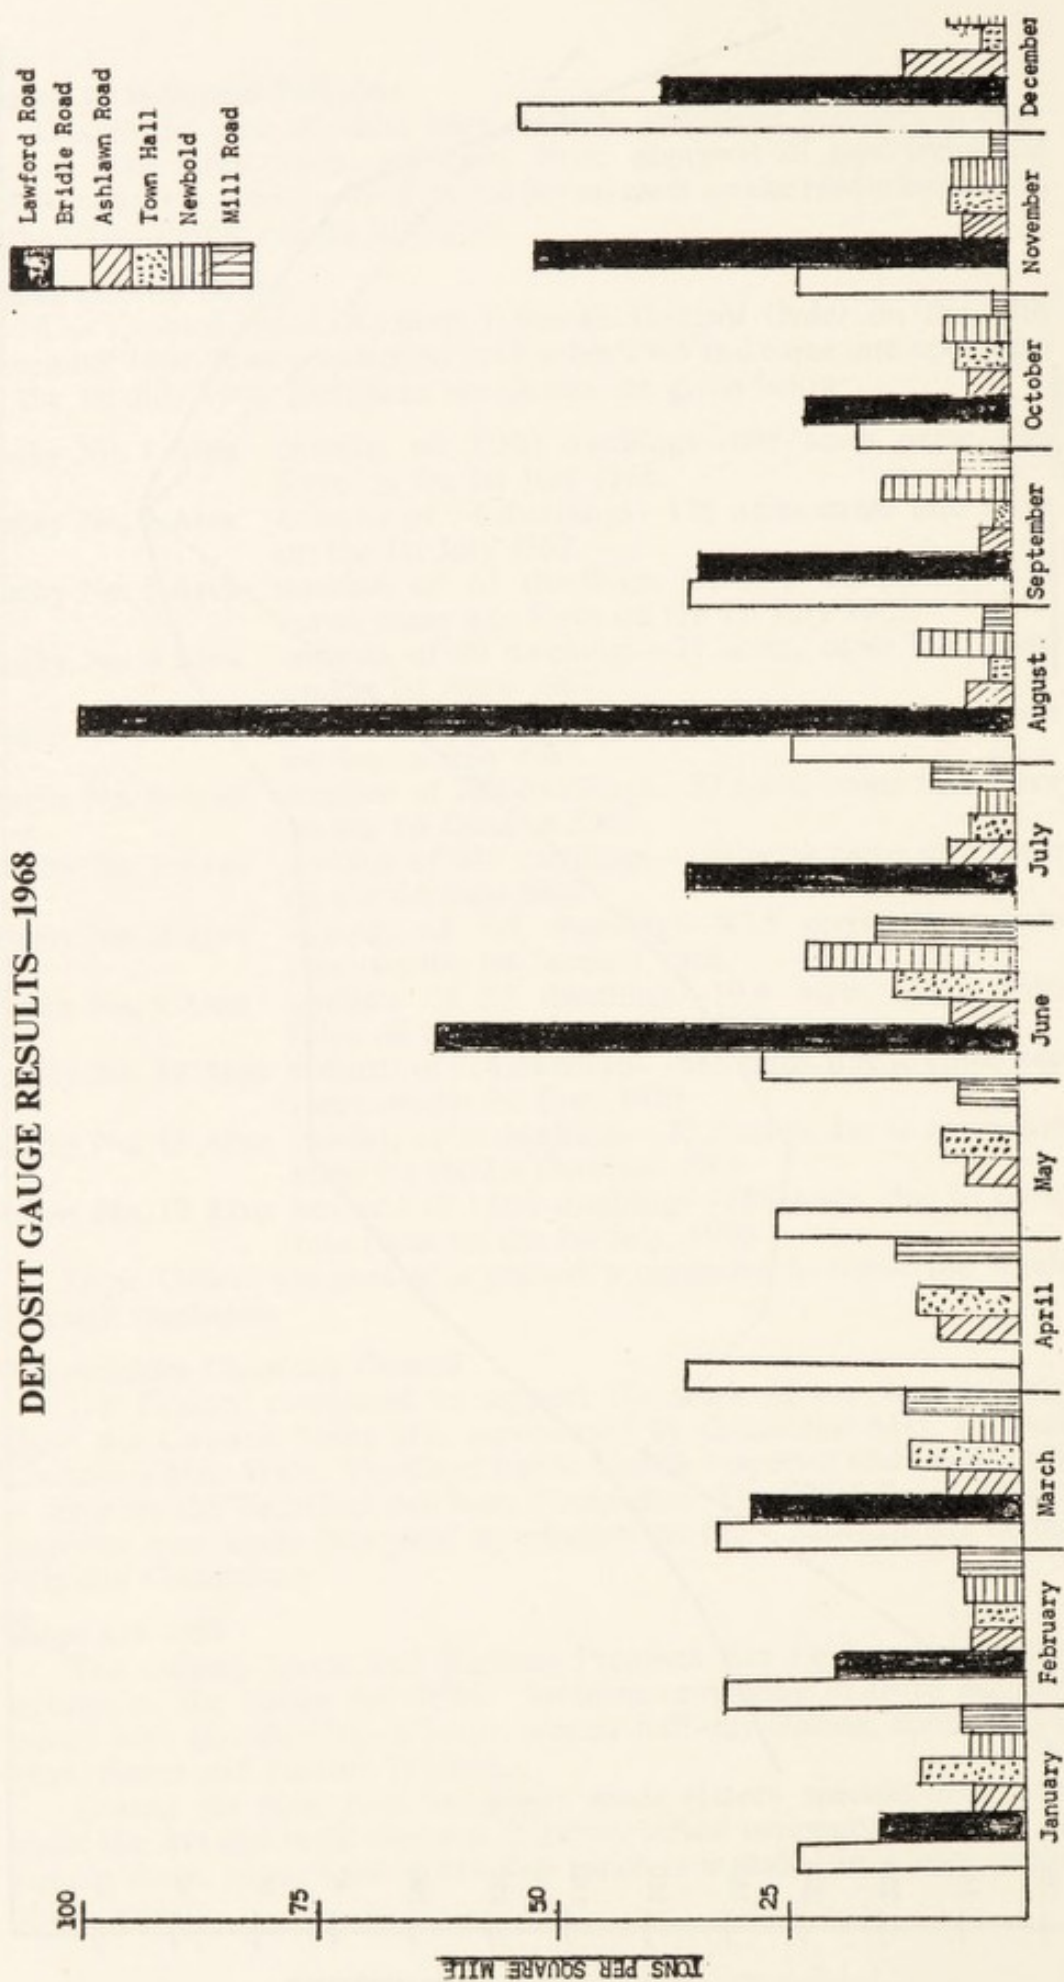 DEPOSIT GAUGE RESULTS—1968
Lawford Road
Bridle Road
Ashlawn Road
Town Hall
Newbold
Mill Road
TONS PER SQUARE MILE
100
75
50
25
January
February
March
April
May
June
July
August
September
October
November
December